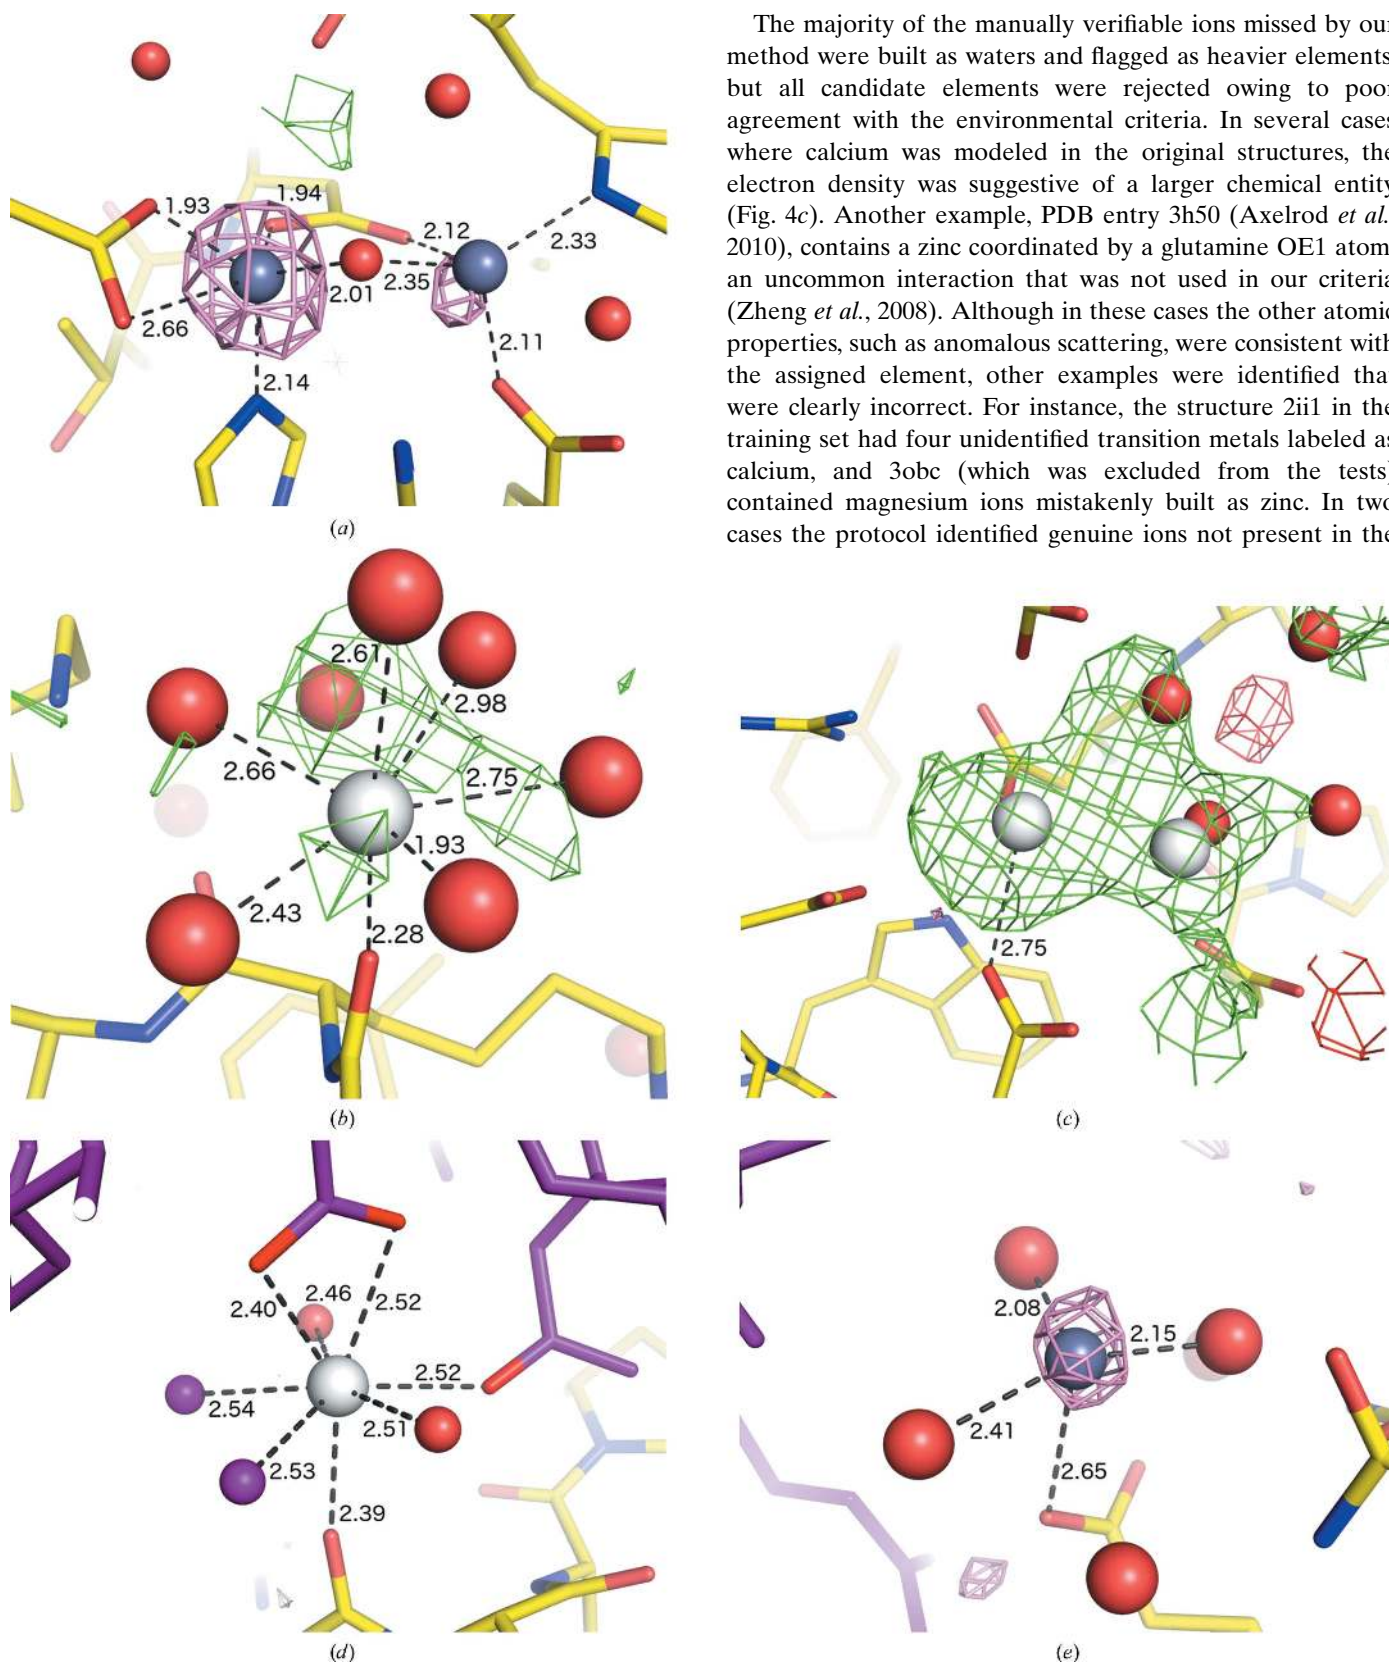 The majority of the manually verifiable ions missed by our
method were built as waters and flagged as heavier elements
but all candidate elements were rejected owing to poor
agreement with the environmental criteria. In several cases
where calcium was modeled in the original structures, the
electron density was suggestive of a larger chemical entity
(Fig. 4c). Another example, PDB entry 3h50 (Axelrod et al.
2010), contains a zinc coordinated by a glutamine OE1 atom
an uncommon interaction that was not used in our criteria
(Zheng et al., 2008). Although in these cases the other atomic
properties, such as anomalous scattering, were consistent with
the assigned element, other examples were identified tha
were clearly incorrect. For instance, the structure 2ii1 in the
training set had four unidentified transition metals labeled as
calcium, and 3obc (which was excluded from the tests)
contained magnesium ions mistakenly built as zinc. In two
cases the protocol identified genuine ions not present in the
1.93
1.94
2.12
2.33
2.01
2.35
2.66
2.11
2.14
(a)
2.61
2.98
2.66
2.75
1.93
2.43
2.28
(b)
2.75
(c)
2.46
2.40
2.52
2.52
2.54
2.51
2.53
2.39
(d)
2.08
2.15
2.41
2.65
(e)